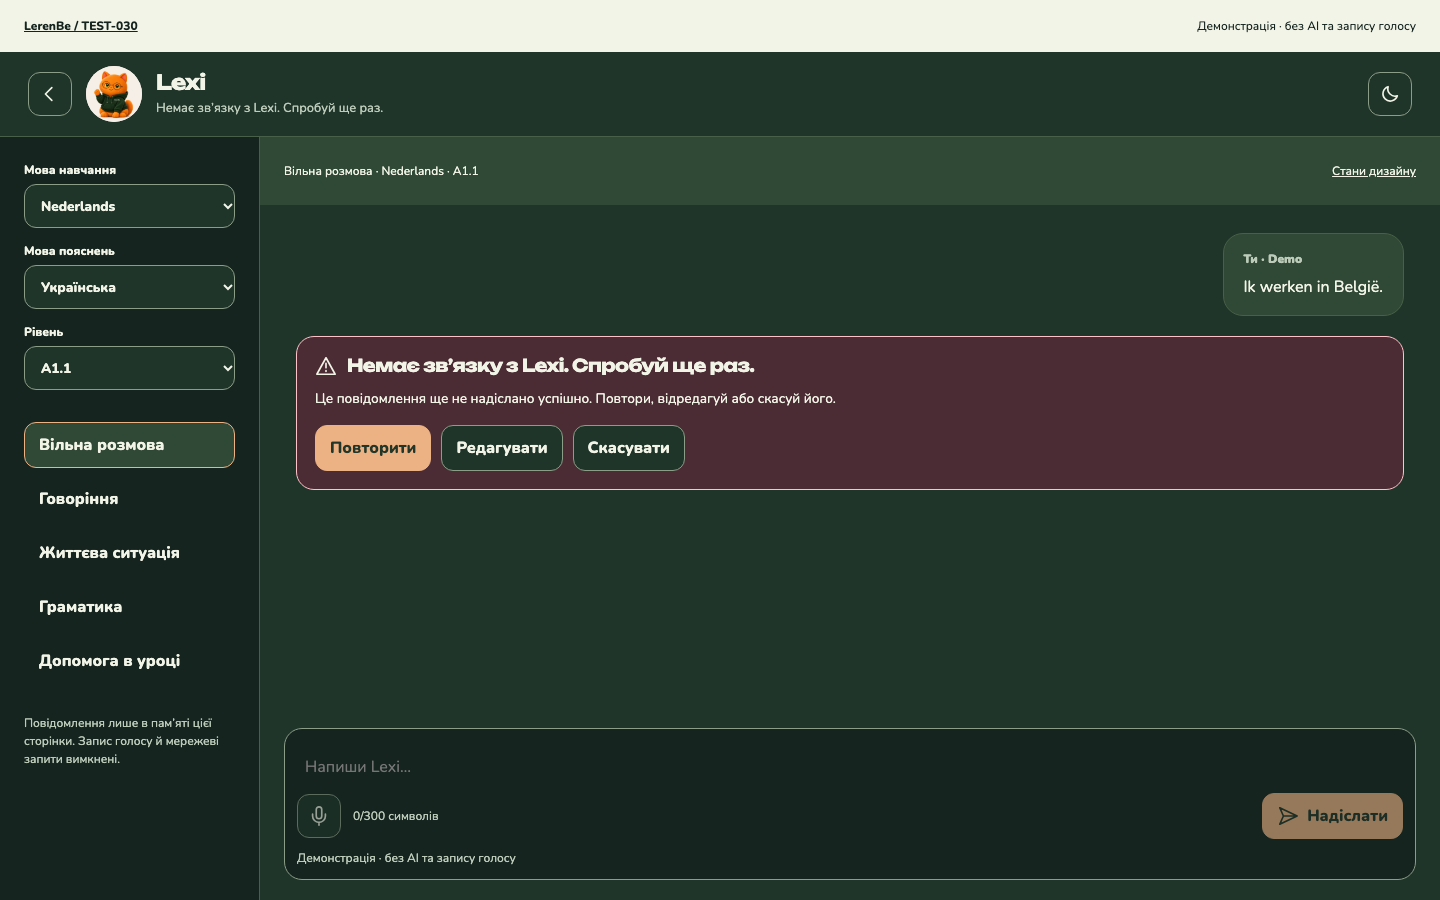 LerenBe / TEST-030
Демонстрація · без AI та запису голосу
Lexi
Немає зв’язку з Lexi. Спробуй ще раз.
Мова навчання
Nederlands
Мова пояснень
Українська
Рівень
A1.1
Вільна розмова
Говоріння
Життєва ситуація
Граматика
Допомога в уроці
Повідомлення лише в пам’яті цієї
сторінки. Запис голосу й мережеві
запити вимкнені.
Вільна розмова · Nederlands · A1.1
Стани дизайну
Ти · Demo
Ik werken in België.
Немає зв’язку з Lexi. Спробуй ще раз.
Це повідомлення ще не надіслано успішно. Повтори, відредагуй або скасуй його.
Повторити
Редагувати
Скасувати
Напиши Lexi...
0/300 символів
Надіслати
Демонстрація · без AI та запису голосу